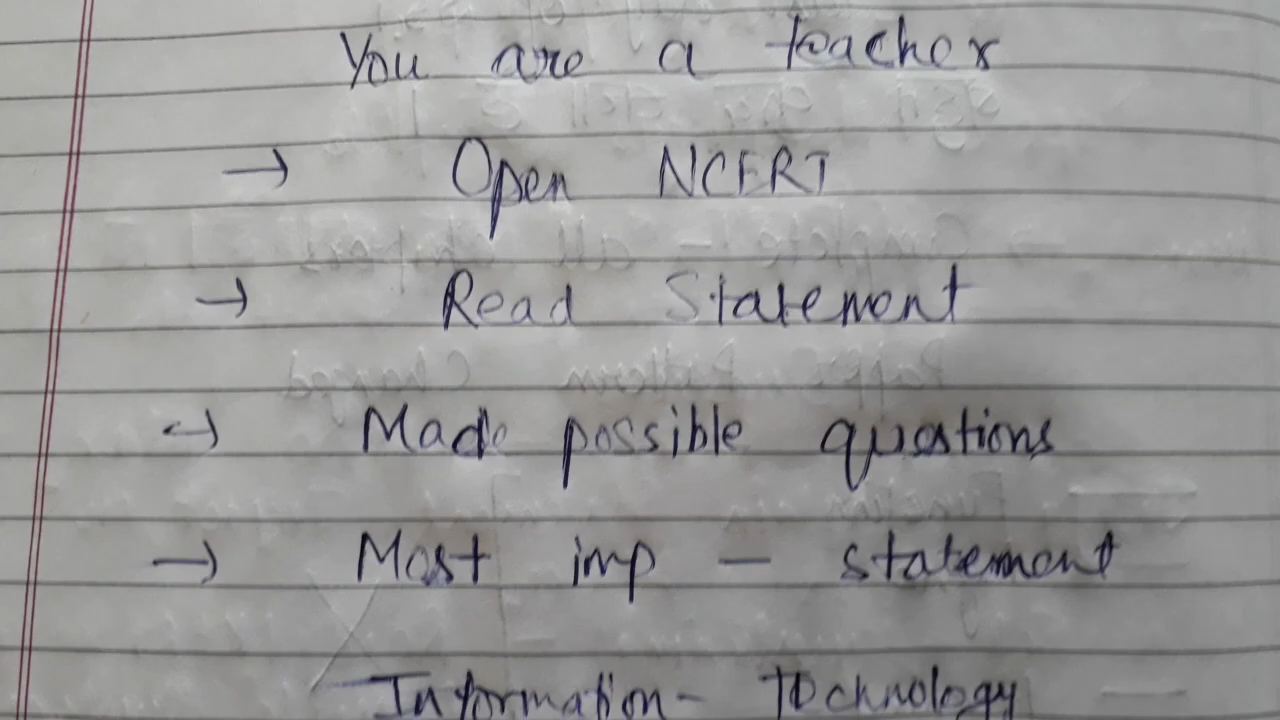 You are a teacher
→ Open NCERT
→ Read Statement
→ Made possible questions
→ Most imp — statement
Information - Technology —